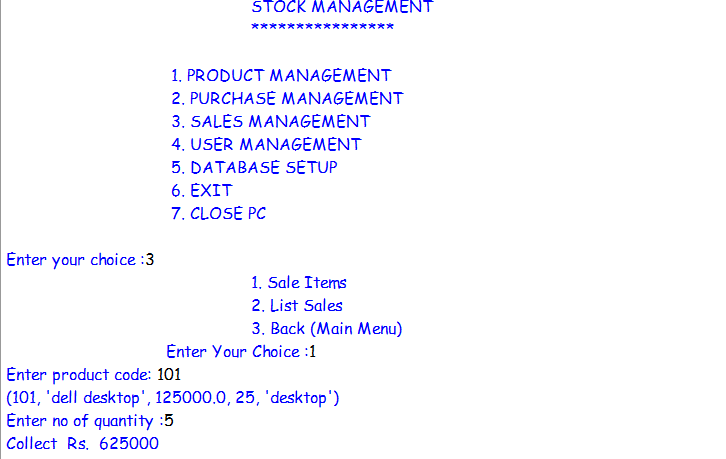 STOCK MANAGEMENT
****************
1. PRODUCT MANAGEMENT
2. PURCHASE MANAGEMENT
3. SALES MANAGEMENT
4. USER MANAGEMENT
5. DATABASE SETUP
6. EXIT
7. CLOSE PC
Enter your choice :3
1. Sale Items
2. List Sales
3. Back (Main Menu)
Enter Your Choice :1
Enter product code: 101
(101, 'dell desktop', 125000.0, 25, 'desktop')
Enter no of quantity :5
Collect  Rs.  625000